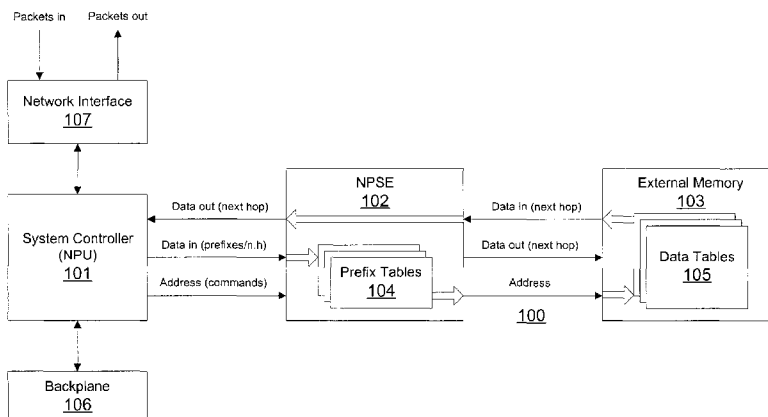 Packets in
Packets out
Network Interface
107
NPSE
102
External Memory
103
Data out (next hop)
Data in (next hop)
System Controller
(NPU)
101
Data in (prefixes/n.h)
Data out (next hop)
Prefix Tables
104
Data Tables
105
Address (commands)
Address
100
Backplane
106